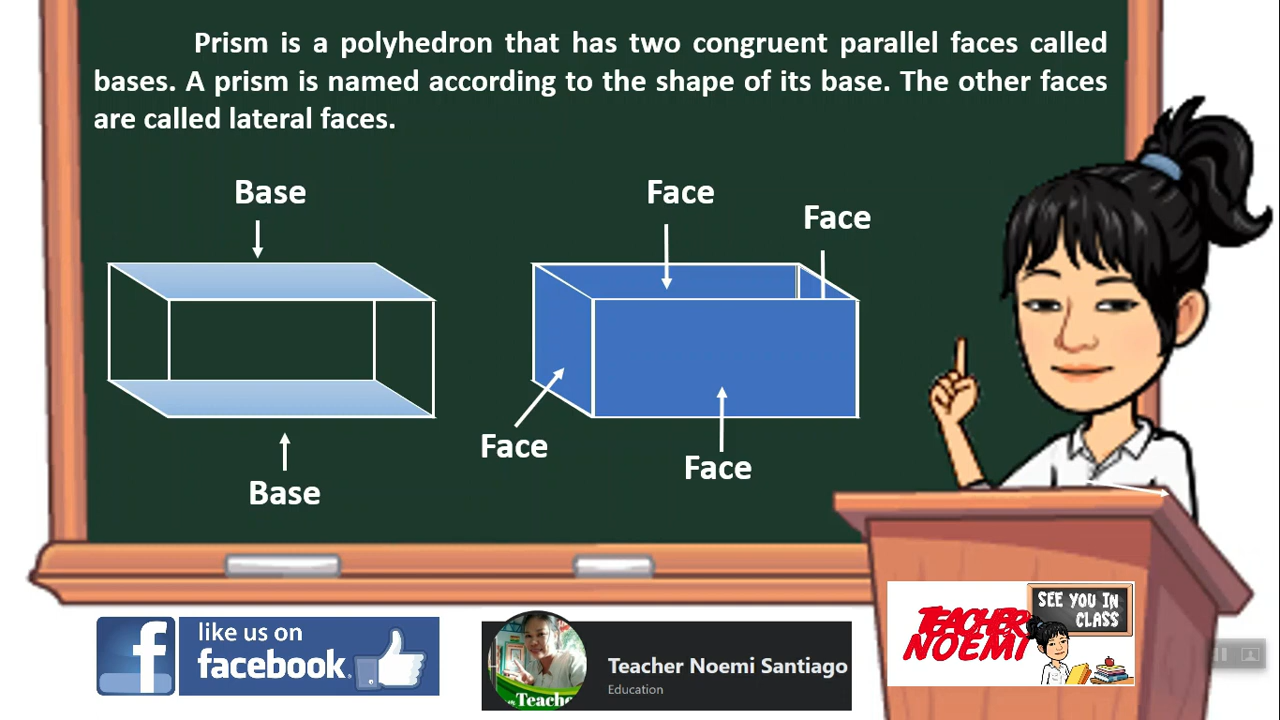 Prism is a polyhedron that has two congruent parallel faces called
bases. A prism is named according to the shape of its base. The other faces
are called lateral faces.
Base
Face
Face
Face
Face
Base
like us on
facebook.
Teacher Noemi Santiago
Education
Teache
TEACHER
NOEMI
SEE YOU IN
CLASS